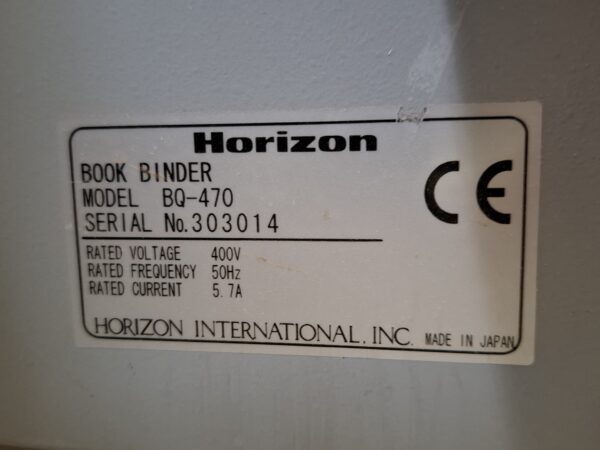 Horizon
BOOK BINDER
MODEL BQ-470
SERIAL No.303014
RATED VOLTAGE 400V
RATED FREQUENCY 50Hz
RATED CURRENT 5.7A
HORIZON INTERNATIONAL, INC. MADE IN JAPAN
CE